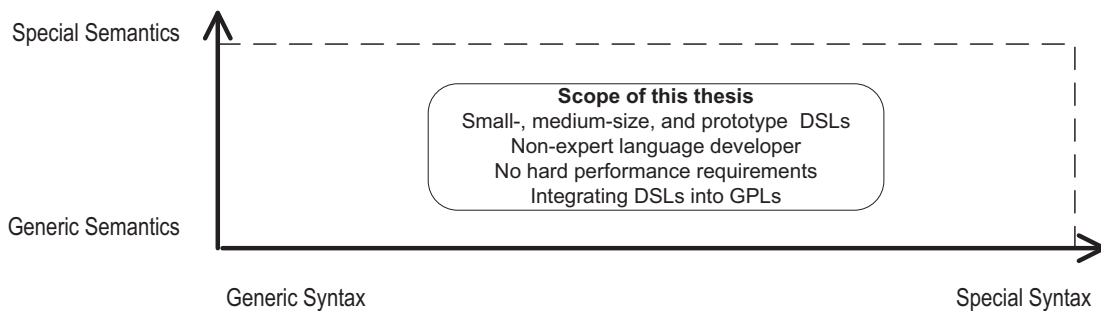 Special Semantics
Scope of this thesis
Small-, medium-size, and prototype DSLs
Non-expert language developer
No hard performance requirements
Integrating DSLs into GPLs
Generic Semantics
Generic Syntax
Special Syntax